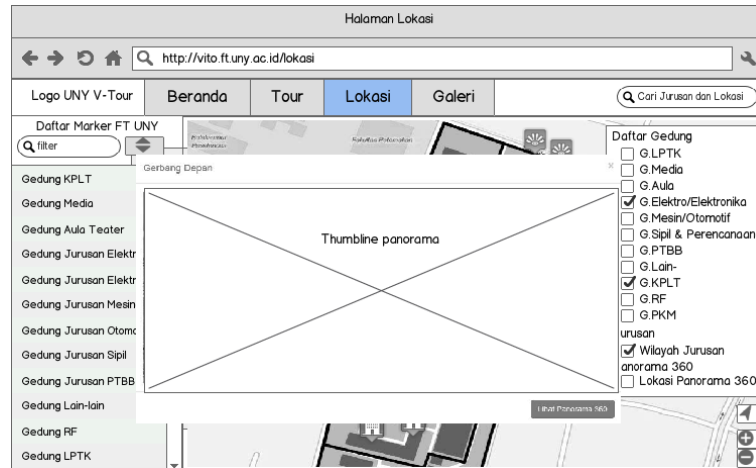 Halaman Lokasi
http://vito.ft.uny.ac.id/lokasi
Logo UNY V-Tour
Beranda
Tour
Lokasi
Galeri
Cari Jurusan dan Lokasi
Daftar Marker FT UNY
filter
Gedung KPLT
Gedung Media
Gedung Aula Teater
Gedung Jurusan Elektr
Gedung Jurusan Elektr
Gedung Jurusan Mesin
Gedung Jurusan Otomo
Gedung Jurusan Sipil
Gedung Jurusan PTBB
Gedung Lain-lain
Gedung RF
Gedung LPTK
Gerbang Depan
×
Thumbline panorama
Lihat Panorama 360
Daftar Gedung
G.LPTK
G.Media
G.Aula
G.Elektro/Elektronika
G.Mesin/Otomotif
G.Sipil & Perencanaan
G.PTBB
G.Lain-
G.KPLT
G.RF
G.PKM
urusan
Wilayah Jurusan
anorama 360
Lokasi Panorama 360